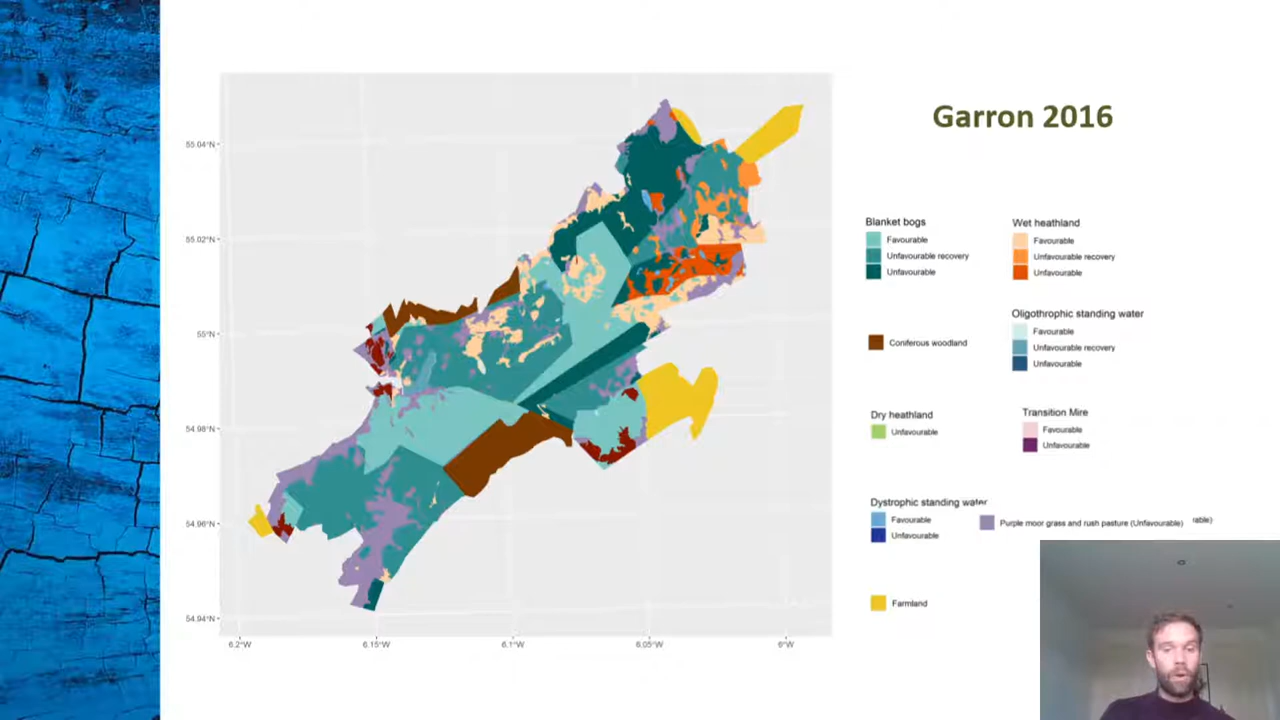 Garron 2016
55.04°N
55.02°N
55°N
54.98°N
54.96°N
54.94°N
6.2°W
6.15°W
6.1°W
6.05°W
6°W
Blanket bogs
Favourable
Unfavourable recovery
Unfavourable
Wet heathland
Favourable
Unfavourable recovery
Unfavourable
Coniferous woodland
Oligothrophic standing water
Favourable
Unfavourable recovery
Unfavourable
Dry heathland
Unfavourable
Transition Mire
Favourable
Unfavourable
Dystrophic standing water
Favourable
Unfavourable
Purple moor grass and rush pasture (Unfavourable)
rable)
Farmland